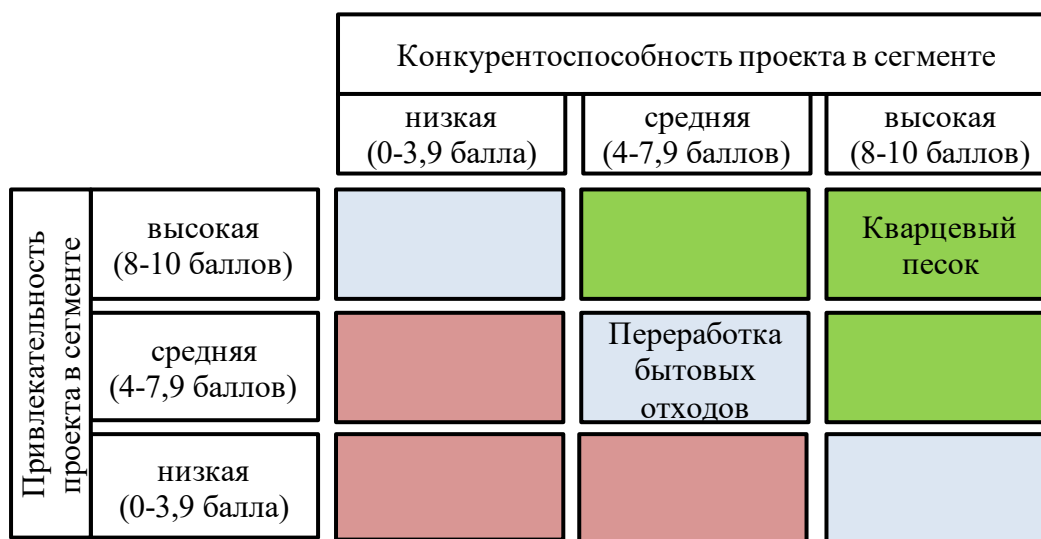 Конкурентоспособность проекта в сегменте
низкая
(0-3,9 балла)
средняя
(4-7,9 баллов)
высокая
(8-10 баллов)
Привлекательность
проекта в сегменте
высокая
(8-10 баллов)
Кварцевый
песок
средняя
(4-7,9 баллов)
Переработка
бытовых
отходов
низкая
(0-3,9 балла)